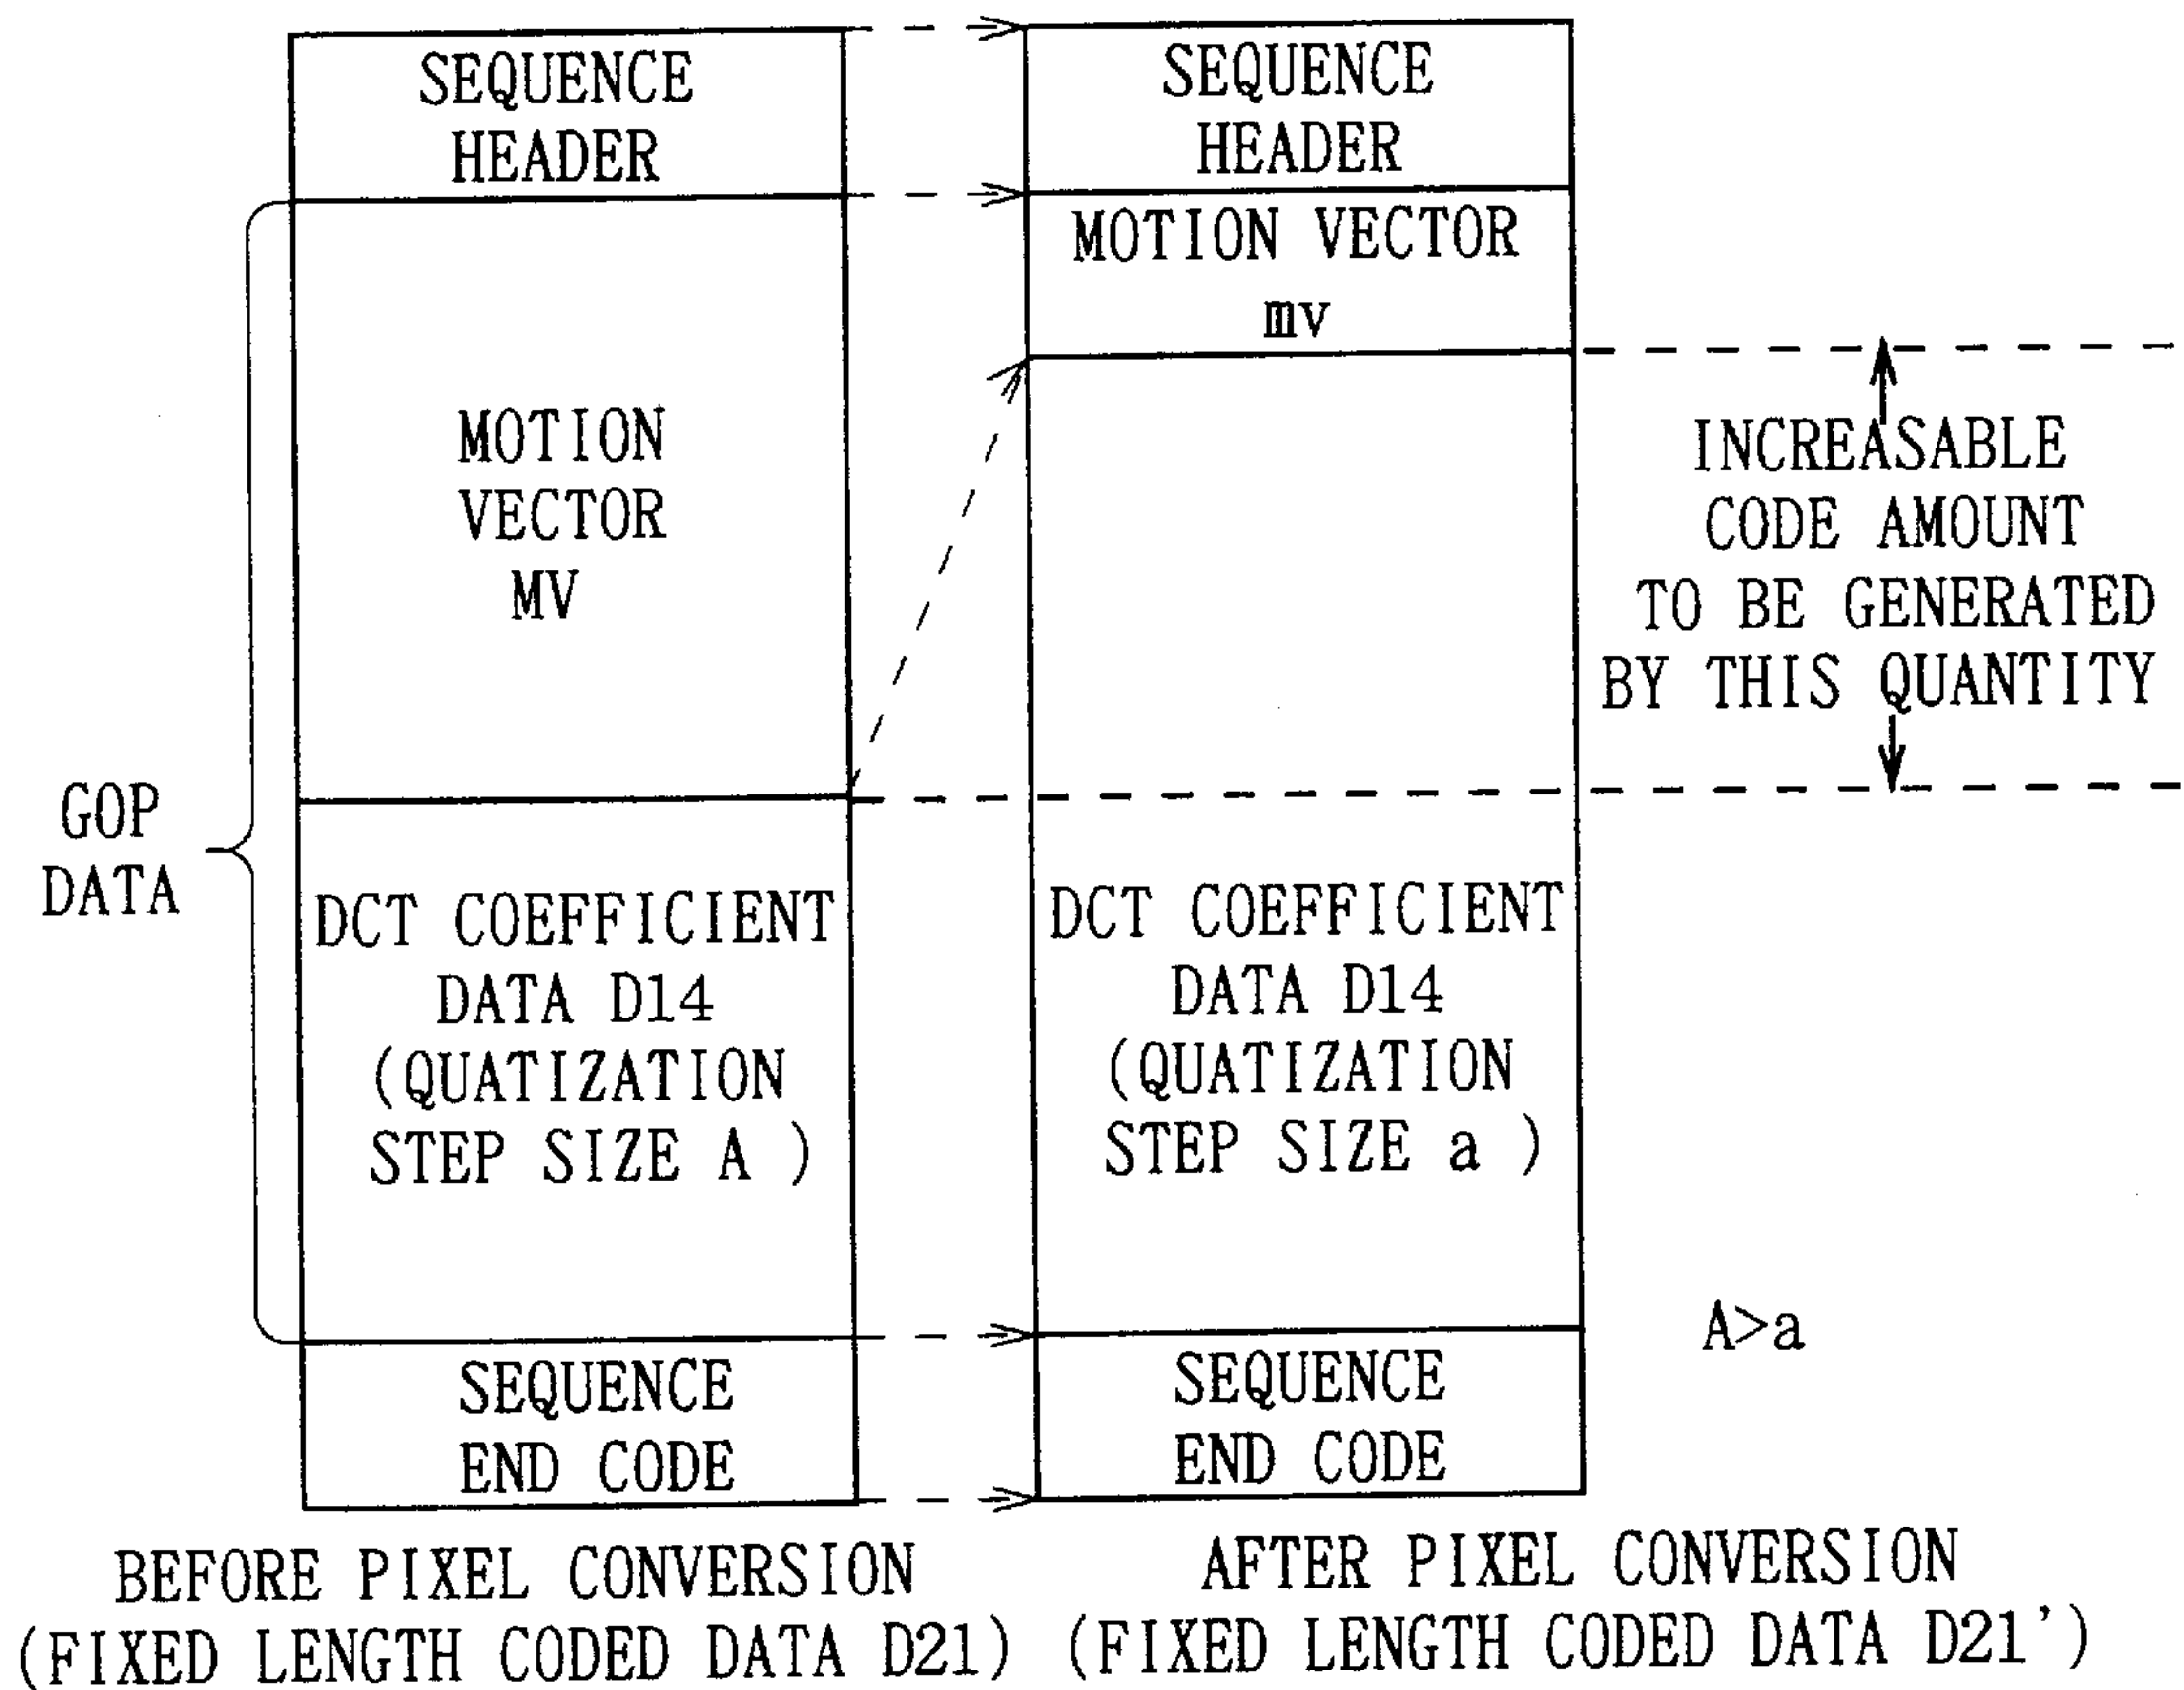 SEQUENCE
HEADER
MOTION
VECTOR
MV
GOP
DATA
DCT COEFFICIENT
DATA D14
(QUATIZATION
STEP SIZE A )
SEQUENCE
END CODE
BEFORE PIXEL CONVERSION
(FIXED LENGTH CODED DATA D21)
SEQUENCE
HEADER
MOTION VECTOR
mv
DCT COEFFICIENT
DATA D14
(QUATIZATION
STEP SIZE a )
SEQUENCE
END CODE
AFTER PIXEL CONVERSION
(FIXED LENGTH CODED DATA D21')
INCREASABLE
CODE AMOUNT
TO BE GENERATED
BY THIS QUANTITY
A>a